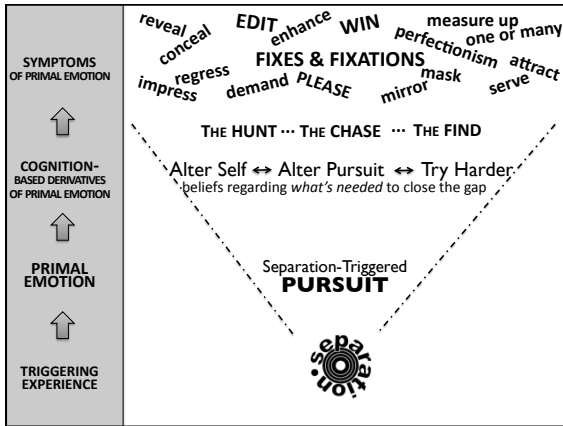 reveal
conceal
EDIT
enhance
WIN
measure up
one or many
perfectionism
attract
FIXES & FIXATIONS
impress
regress
demand
PLEASE
mirror
mask
serve
THE HUNT ... THE CHASE ... THE FIND
Alter Self ↔ Alter Pursuit ↔ Try Harder
beliefs regarding what's needed to close the gap
Separation-Triggered
PURSUIT
separation•
SYMPTOMS
OF PRIMAL EMOTION
COGNITION-
BASED DERIVATIVES
OF PRIMAL EMOTION
PRIMAL
EMOTION
TRIGGERING
EXPERIENCE